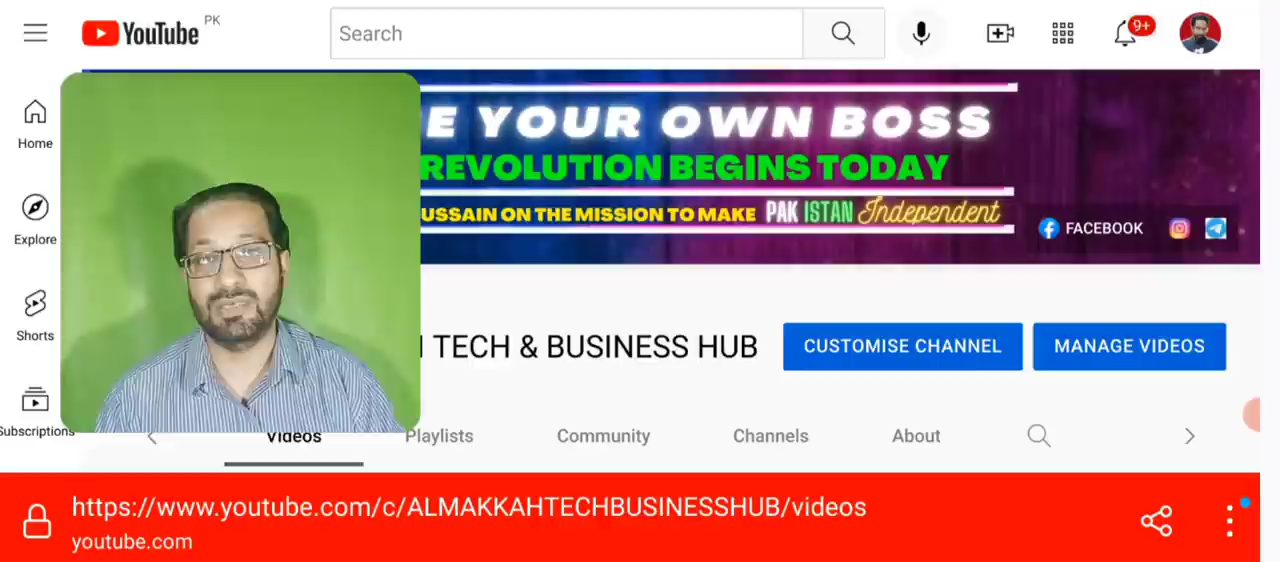 YouTube PK
Search
9+
Home
Explore
Shorts
Subscriptions
E YOUR OWN BOSS
REVOLUTION BEGINS TODAY
USSAIN ON THE MISSION TO MAKE PAKISTAN Independent
FACEBOOK
TECH & BUSINESS HUB
CUSTOMISE CHANNEL
MANAGE VIDEOS
Videos
Playlists
Community
Channels
About
https://www.youtube.com/c/ALMAKKAHTECHBUSINESSHUB/videos
youtube.com